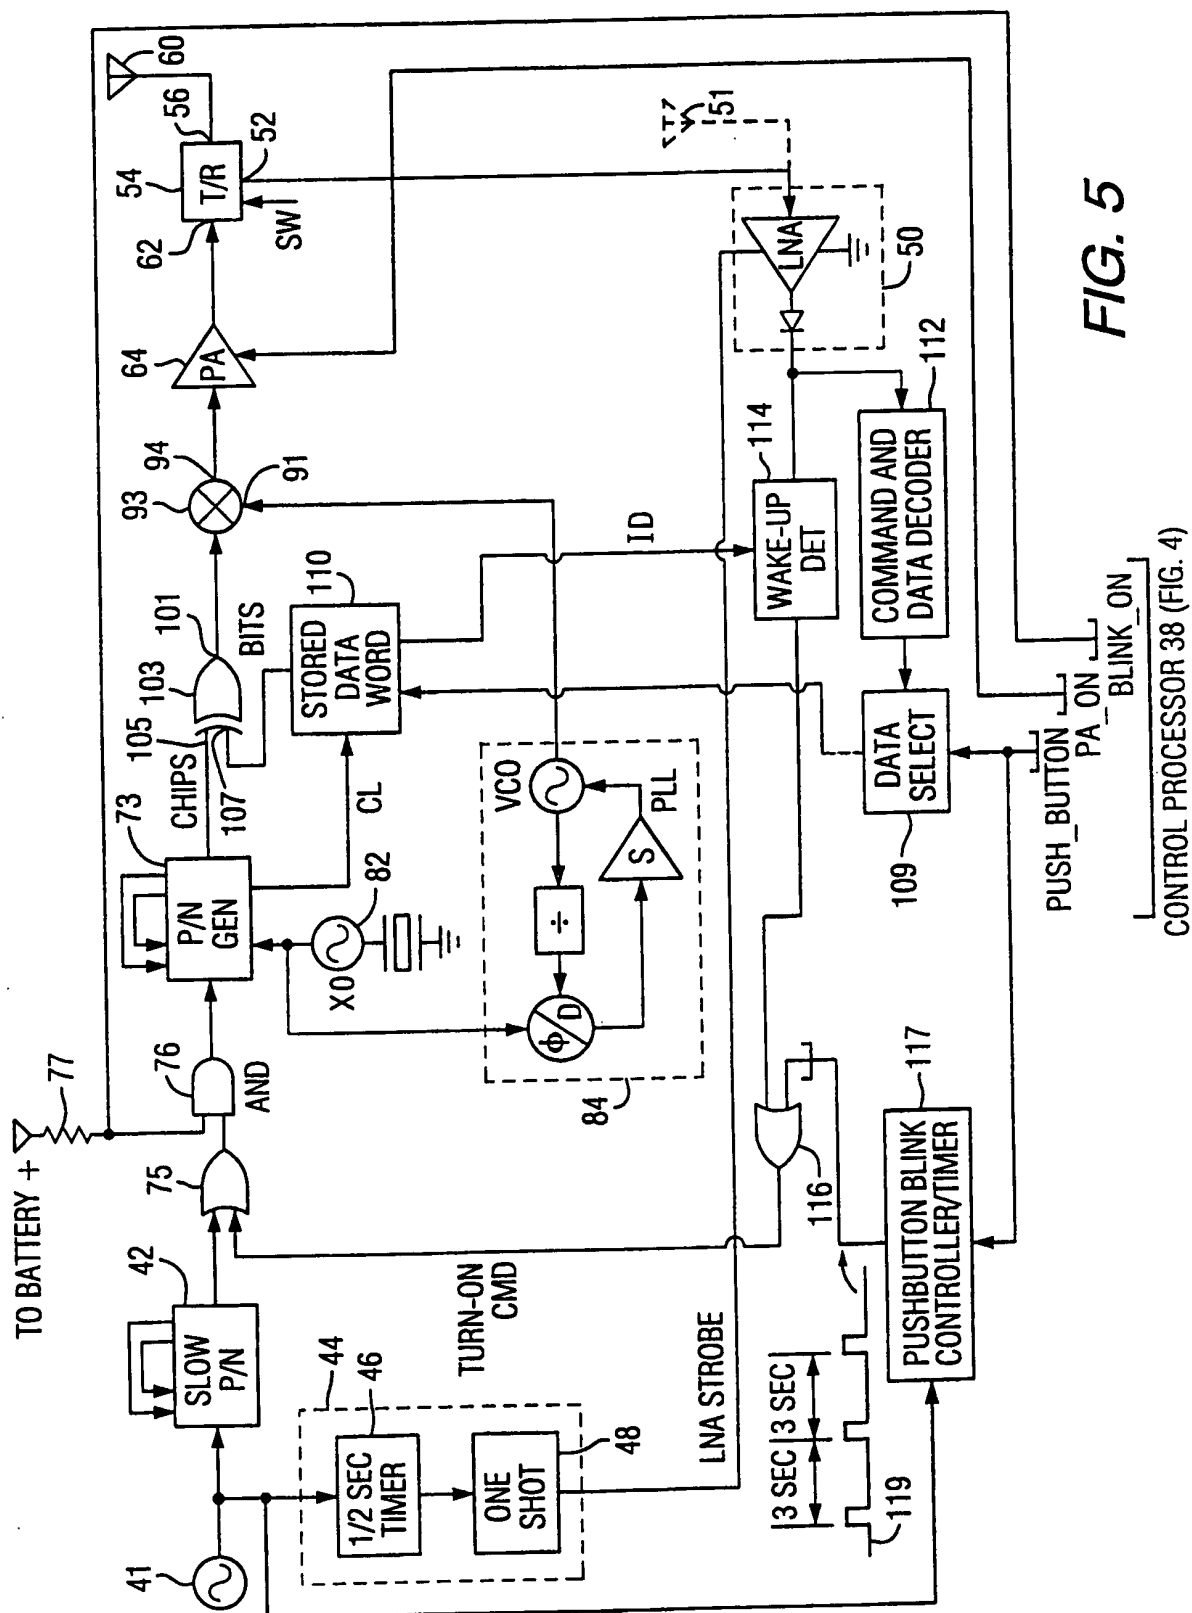 TO BATTERY +
77
41
42
SLOW
P/N
75
76
AND
73
P/N
GEN
CHIPS
105
107
103
101
BITS
93
94
91
64
PA
62
54
T/R
56
52
SW
60
CL
110
STORED
DATA
WORD
X0
82
51
ID
44
46
1/2 SEC
TIMER
48
ONE
SHOT
TURN-ON
CMD
84
VCO
÷
Φ
D
S
PLL
LNA
50
LNA STROBE
114
WAKE-UP
DET
112
COMMAND AND
DATA DECODER
109
DATA
SELECT
116
3 SEC
3 SEC
119
117
PUSHBUTTON BLINK
CONTROLLER/TIMER
PUSH_BUTTON
PA_ON
BLINK_ON
CONTROL PROCESSOR 38 (FIG. 4)
FIG. 5